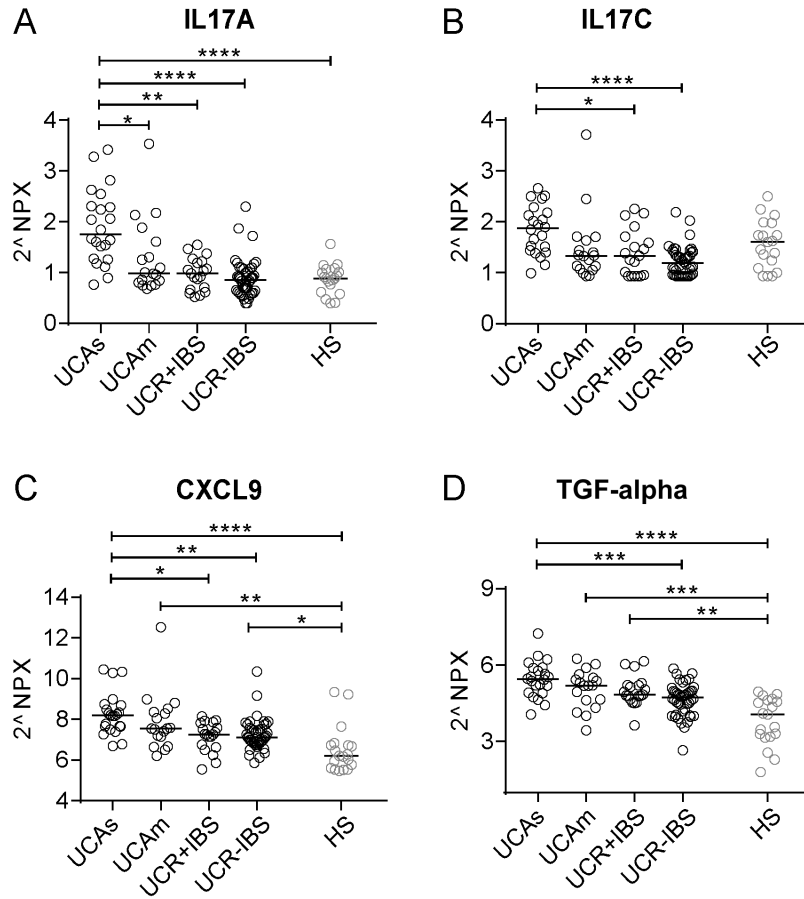 A
IL17A
****
****
**
*
2^ NPX
4
3
2
1
0
UCAs
UCAm
UCR+IBS
UCR-IBS
HS
B
IL17C
****
*
2^ NPX
4
3
2
1
0
UCAs
UCAm
UCR+IBS
UCR-IBS
HS
C
CXCL9
****
**
*
**
*
2^ NPX
14
12
10
8
6
4
UCAs
UCAm
UCR+IBS
UCR-IBS
HS
D
TGF-alpha
****
***
***
**
2^ NPX
9
6
3
UCAs
UCAm
UCR+IBS
UCR-IBS
HS